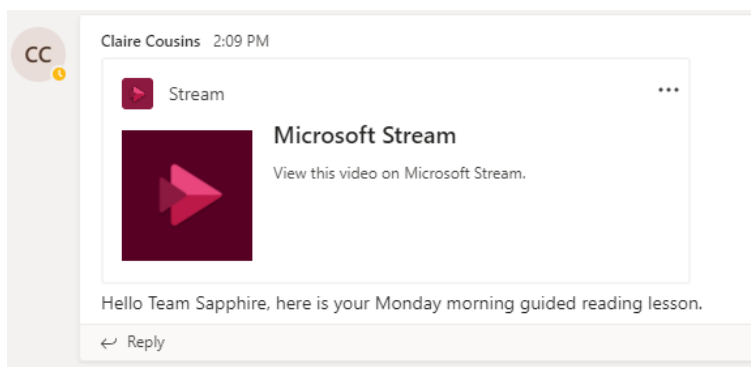 CC
Claire Cousins 2:09 PM
Stream
...
Microsoft Stream
View this video on Microsoft Stream.
Hello Team Sapphire, here is your Monday morning guided reading lesson.
Reply